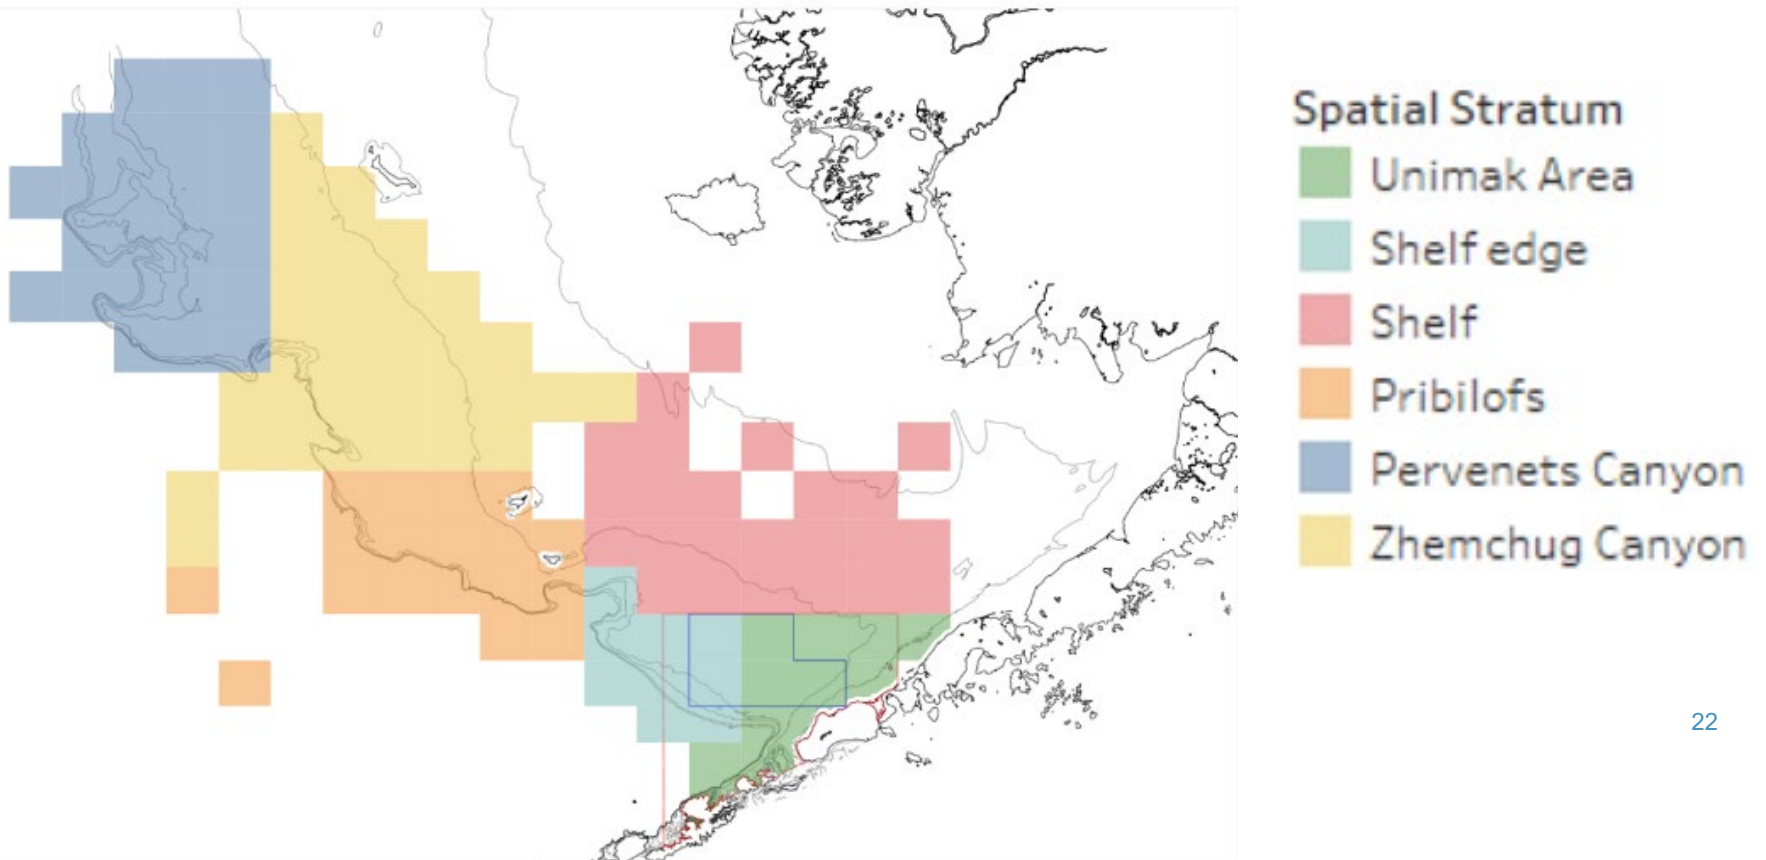 Spatial Stratum
Unimak Area
Shelf edge
Shelf
Pribilofs
Pervenets Canyon
Zhemchug Canyon
22